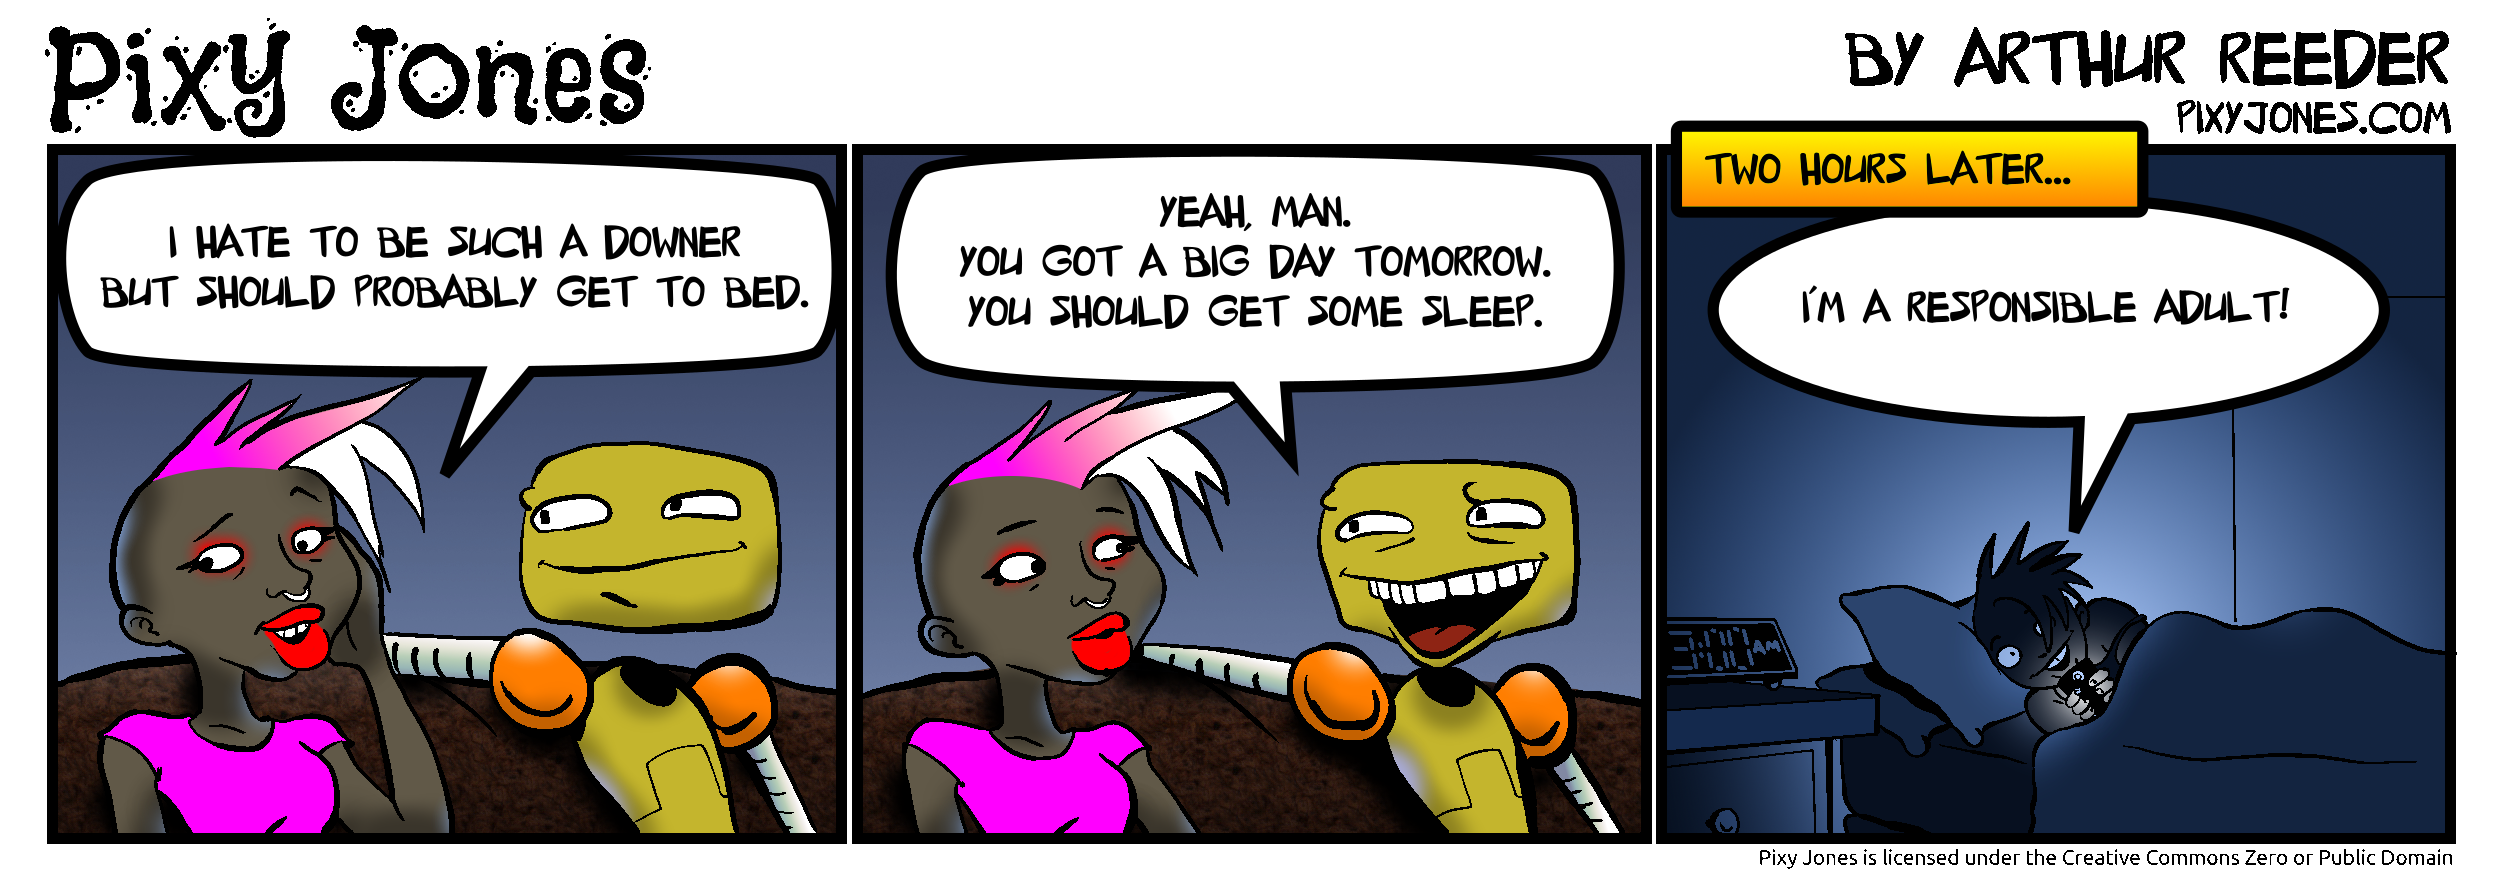 Pixy Jones
BY ARTHUR REEDER
PIXYJONES.COM
I HATE TO BE SUCH A DOWNER
BUT SHOULD PROBABLY GET TO BED.
YEAH, MAN.
YOU GOT A BIG DAY TOMORROW.
YOU SHOULD GET SOME SLEEP.
TWO HOURS LATER...
I'M A RESPONSIBLE ADULT!
AM
Pixy Jones is licensed under the Creative Commons Zero or Public Domain